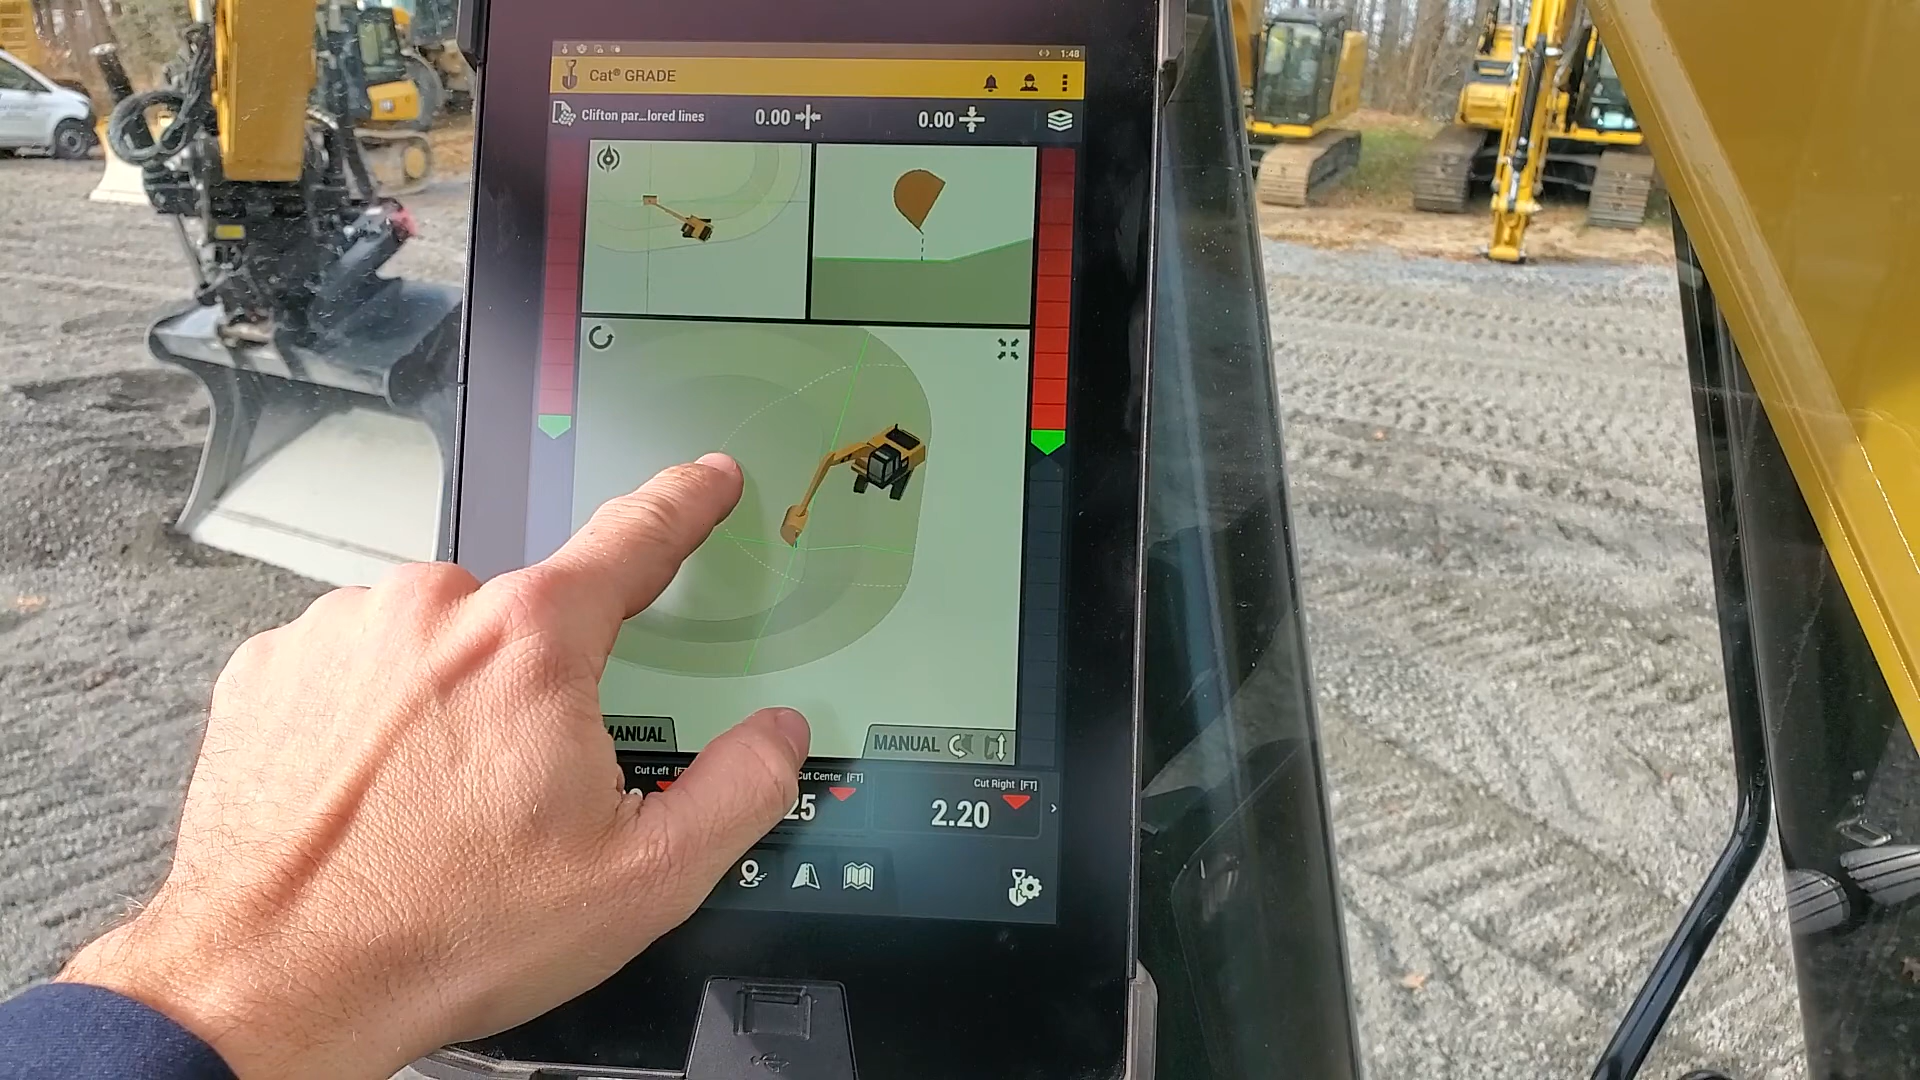 1:48
Cat® GRADE
Clifton par...lored lines
0.00
0.00
MANUAL
MANUAL
Cut Left
Cut Center [FT]
Cut Right [FT]
25
2.20